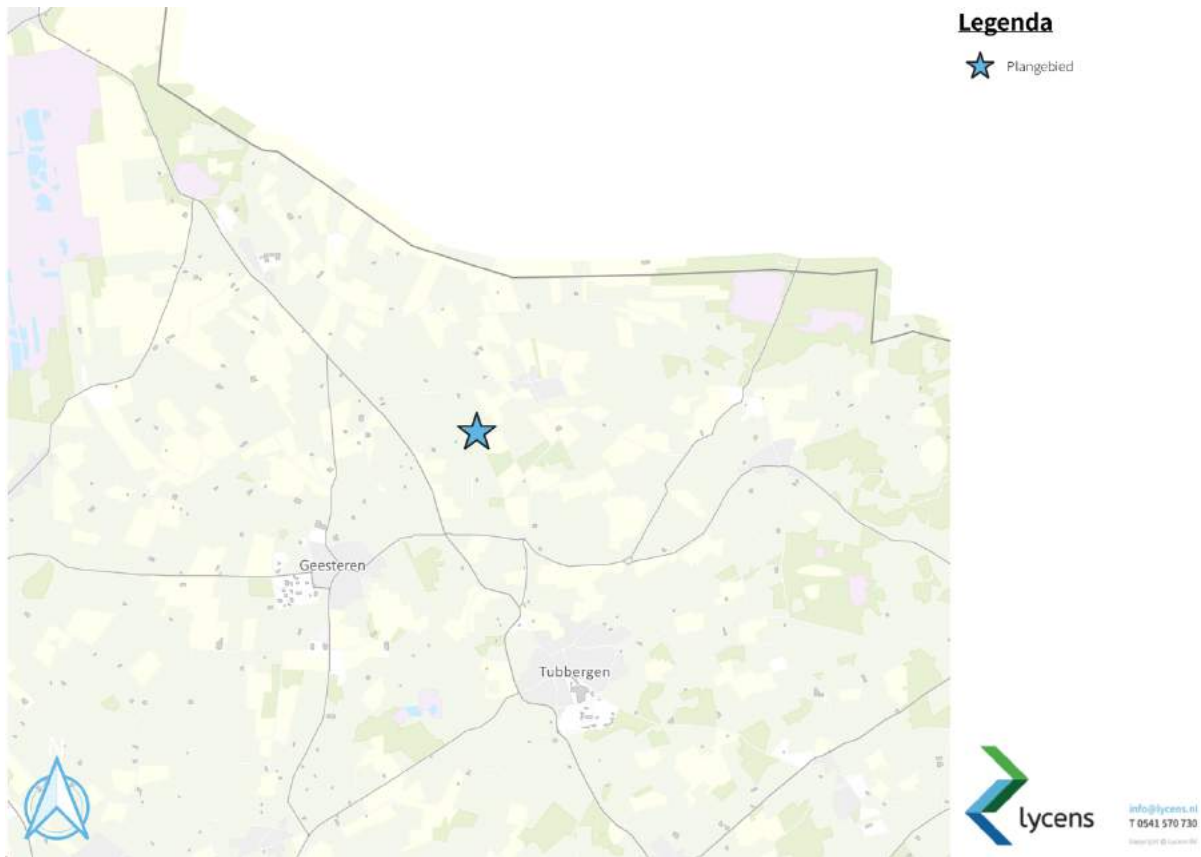 Legenda
Plangebied
Geesteren
Tubbergen
N
lycens
info@lycens.nl
T 0541 570 730